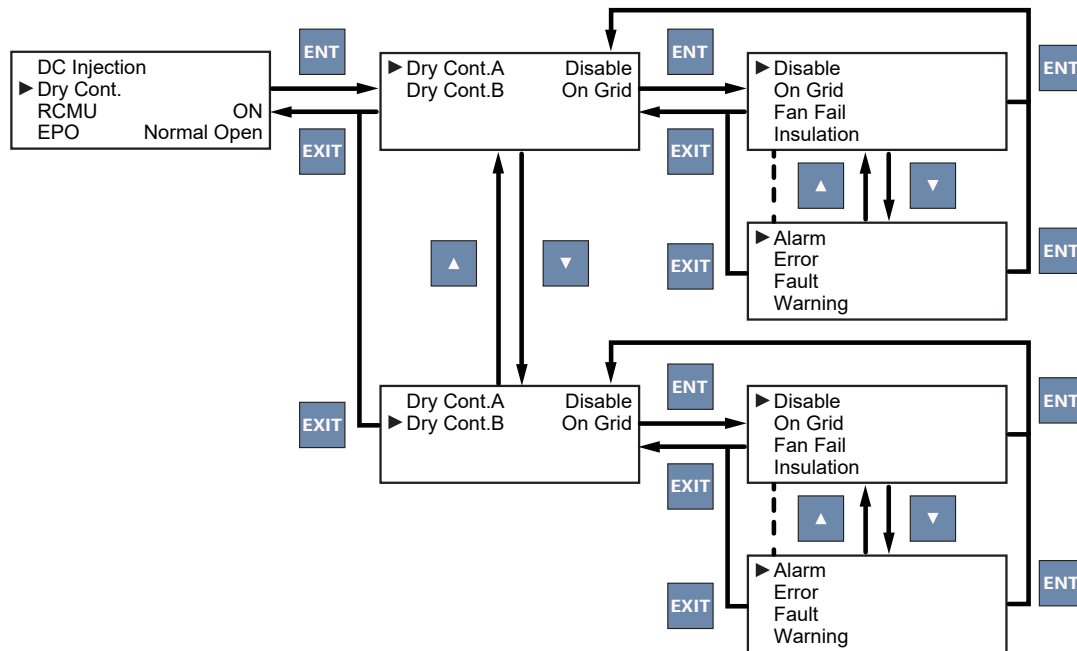 DC Injection
▶ Dry Cont.
RCMU ON
EPO Normal Open
ENT
EXIT
▶ Dry Cont.A Disable
Dry Cont.B On Grid
ENT
EXIT
▶ Disable
On Grid
Fan Fail
Insulation
ENT
▲ ▼
▲ ▼
EXIT
▶ Alarm
Error
Fault
Warning
ENT
EXIT
Dry Cont.A Disable
▶ Dry Cont.B On Grid
ENT
EXIT
▶ Disable
On Grid
Fan Fail
Insulation
ENT
▲ ▼
EXIT
▶ Alarm
Error
Fault
Warning
ENT